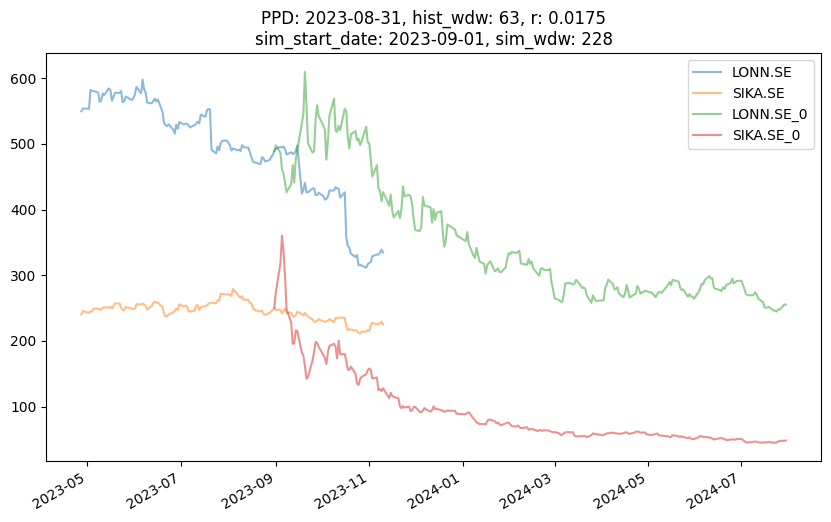 PPD: 2023-08-31, hist_wdw: 63, r: 0.0175
sim_start_date: 2023-09-01, sim_wdw: 228
LONN.SE
SIKA.SE
LONN.SE_0
SIKA.SE_0
600
500
400
300
200
100
2023-05
2023-07
2023-09
2023-11
2024-01
2024-03
2024-05
2024-07